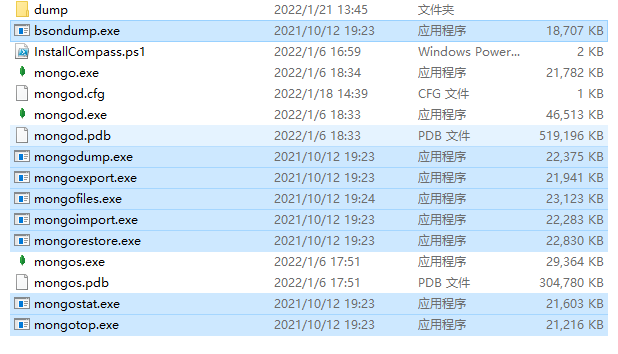 dump 2022/1/21 13:45 文件夹
bsondump.exe 2021/10/12 19:23 应用程序 18,707 KB
InstallCompass.ps1 2022/1/6 16:59 Windows Power... 2 KB
mongo.exe 2022/1/6 18:34 应用程序 21,782 KB
mongod.cfg 2022/1/18 14:39 CFG 文件 1 KB
mongod.exe 2022/1/6 18:33 应用程序 46,513 KB
mongod.pdb 2022/1/6 18:33 PDB 文件 519,196 KB
mongodump.exe 2021/10/12 19:23 应用程序 22,375 KB
mongoexport.exe 2021/10/12 19:23 应用程序 21,941 KB
mongofiles.exe 2021/10/12 19:24 应用程序 23,123 KB
mongoimport.exe 2021/10/12 19:23 应用程序 22,283 KB
mongorestore.exe 2021/10/12 19:23 应用程序 22,830 KB
mongos.exe 2022/1/6 17:51 应用程序 29,364 KB
mongos.pdb 2022/1/6 17:51 PDB 文件 304,780 KB
mongostat.exe 2021/10/12 19:23 应用程序 21,603 KB
mongotop.exe 2021/10/12 19:23 应用程序 21,216 KB